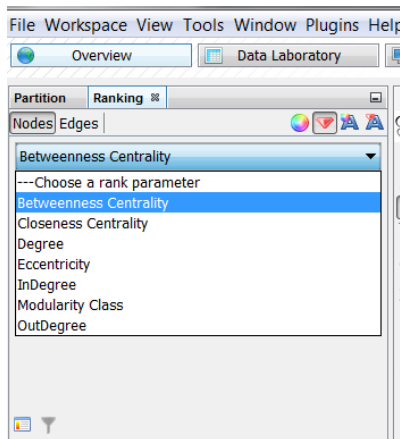 File Workspace View Tools Window Plugins Help
Overview Data Laboratory
Partition Ranking
Nodes Edges
Betweenness Centrality
---Choose a rank parameter
Betweenness Centrality
Closeness Centrality
Degree
Eccentricity
InDegree
Modularity Class
OutDegree